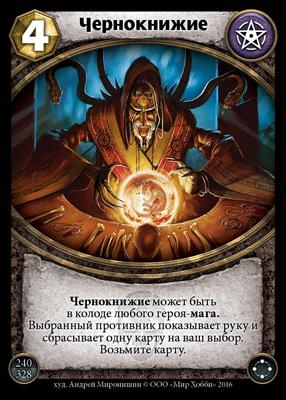 4
Чернокнижие
Чернокнижие может быть
в колоде любого героя-мага.
Выбранный противник показывает руку и
сбрасывает одну карту на ваш выбор.
Возьмите карту.
240
328
худ. Андрей Миронишин © ООО «Мир Хобби» 2016